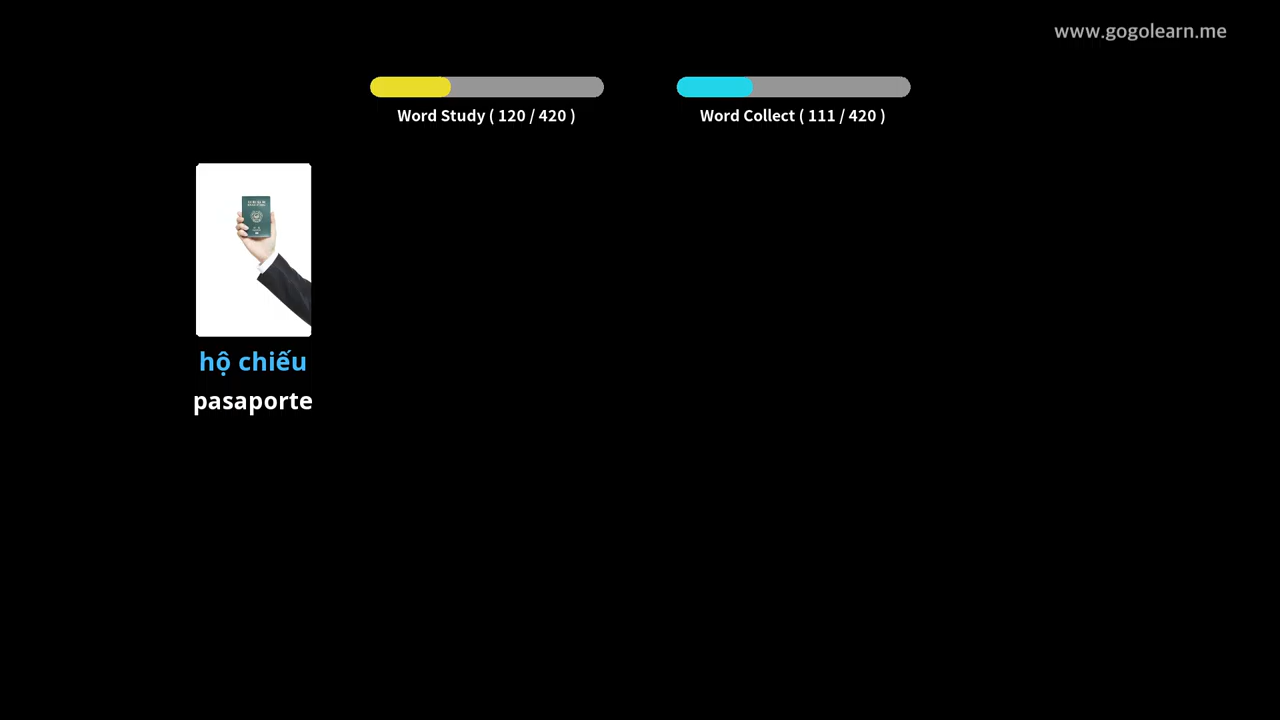 www.gogolearn.me
Word Study ( 120 / 420 )
Word Collect ( 111 / 420 )
hộ chiếu
pasaporte